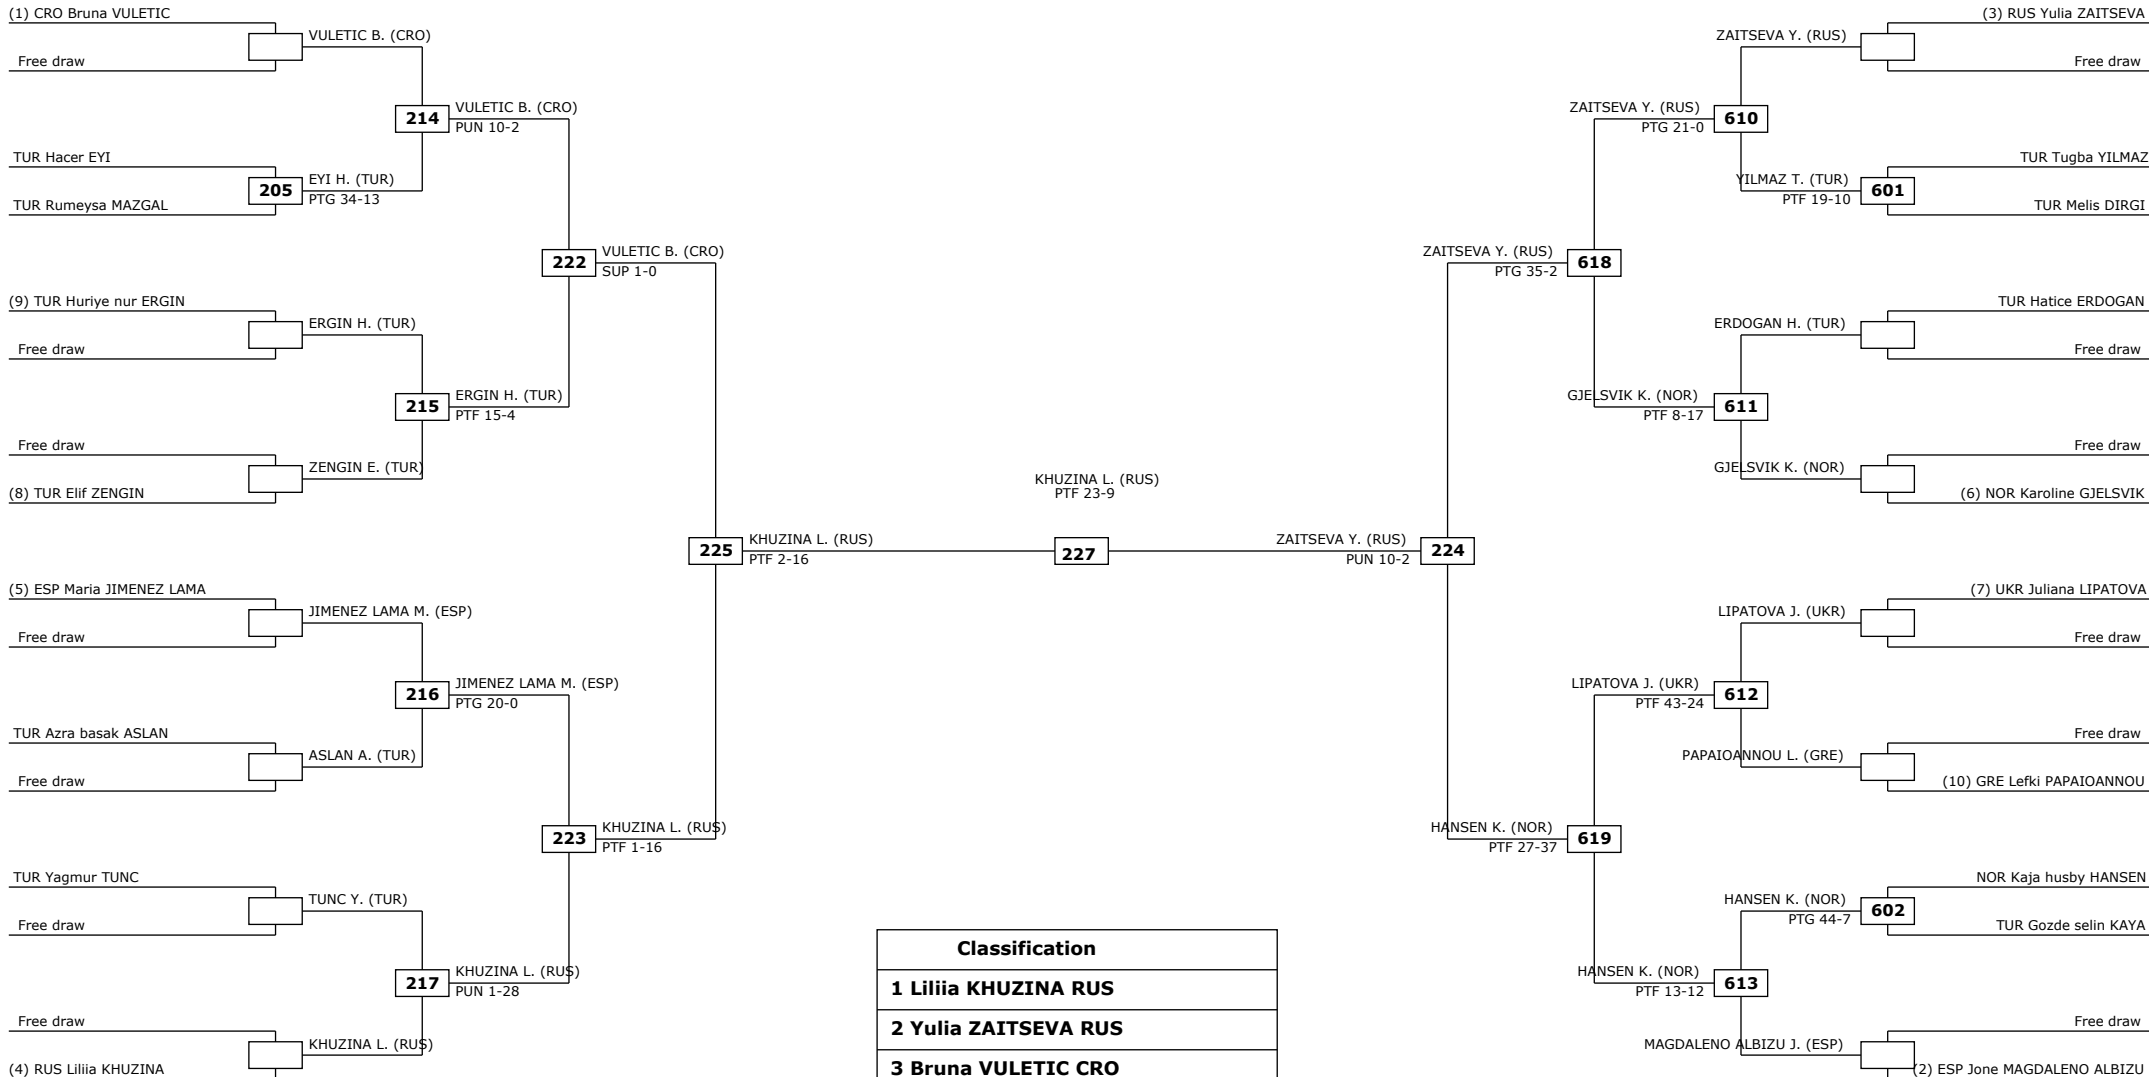 (1) CRO Bruna VULETIC
VULETIC B. (CRO)
Free draw
214
VULETIC B. (CRO)
PUN 10-2
TUR Hacer EYI
205
EYI H. (TUR)
PTG 34-13
TUR Rumeysa MAZGAL
222
VULETIC B. (CRO)
SUP 1-0
(9) TUR Huriye nur ERGIN
ERGIN H. (TUR)
Free draw
215
ERGIN H. (TUR)
PTF 15-4
Free draw
ZENGIN E. (TUR)
(8) TUR Elif ZENGIN
225
KHUZINA L. (RUS)
PTF 2-16
(5) ESP Maria JIMENEZ LAMA
JIMENEZ LAMA M. (ESP)
Free draw
216
JIMENEZ LAMA M. (ESP)
PTG 20-0
TUR Azra basak ASLAN
ASLAN A. (TUR)
Free draw
223
KHUZINA L. (RUS)
PTF 1-16
TUR Yagmur TUNC
TUNC Y. (TUR)
Free draw
217
KHUZINA L. (RUS)
PUN 1-28
Free draw
KHUZINA L. (RUS)
(4) RUS Liliia KHUZINA
KHUZINA L. (RUS)
PTF 23-9
227
(3) RUS Yulia ZAITSEVA
ZAITSEVA Y. (RUS)
Free draw
ZAITSEVA Y. (RUS)
PTG 21-0
610
TUR Tugba YILMAZ
YILMAZ T. (TUR)
PTF 19-10
601
TUR Melis DIRGI
ZAITSEVA Y. (RUS)
PTG 35-2
618
TUR Hatice ERDOGAN
ERDOGAN H. (TUR)
Free draw
GJELSVIK K. (NOR)
PTF 8-17
611
Free draw
GJELSVIK K. (NOR)
(6) NOR Karoline GJELSVIK
ZAITSEVA Y. (RUS)
PUN 10-2
224
(7) UKR Juliana LIPATOVA
LIPATOVA J. (UKR)
Free draw
LIPATOVA J. (UKR)
PTF 43-24
612
Free draw
PAPAIOANNOU L. (GRE)
(10) GRE Lefki PAPAIOANNOU
HANSEN K. (NOR)
PTF 27-37
619
NOR Kaja husby HANSEN
HANSEN K. (NOR)
PTG 44-7
602
TUR Gozde selin KAYA
HANSEN K. (NOR)
PTF 13-12
613
Free draw
MAGDALENO ALBIZU J. (ESP)
(2) ESP Jone MAGDALENO ALBIZU
Classification
1 Liliia KHUZINA RUS
2 Yulia ZAITSEVA RUS
3 Bruna VULETIC CRO